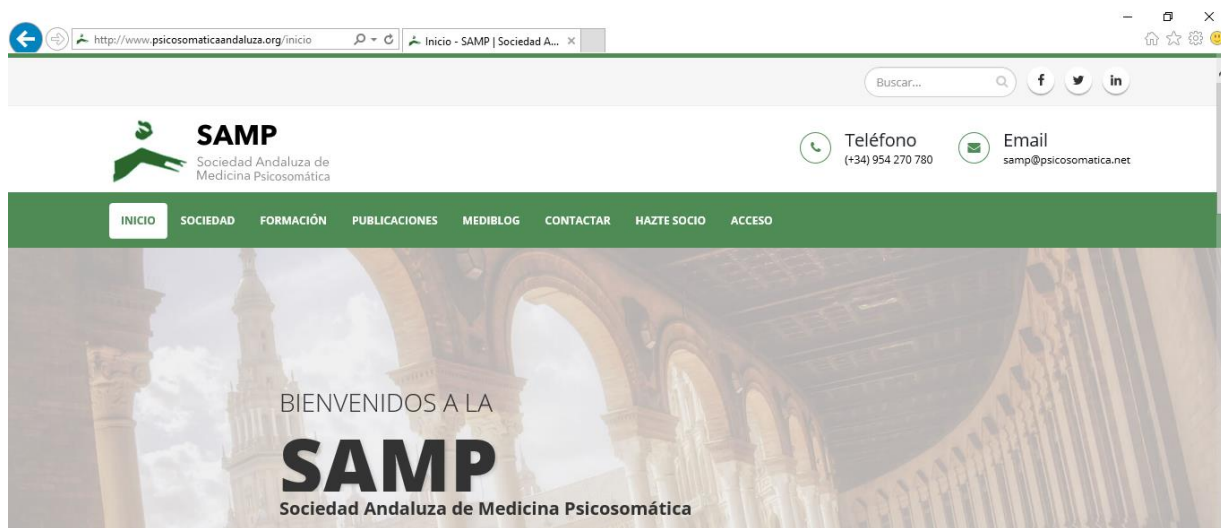 http://www.psicosomaticaandaluza.org/inicio
Inicio - SAMP | Sociedad A...
Buscar...
SAMP
Sociedad Andaluza de
Medicina Psicosomática
Teléfono
(+34) 954 270 780
Email
samp@psicosomatica.net
INICIO SOCIEDAD FORMACIÓN PUBLICACIONES MEDIBLOG CONTACTAR HAZTE SOCIO ACCESO
BIENVENIDOS A LA
SAMP
Sociedad Andaluza de Medicina Psicosomática